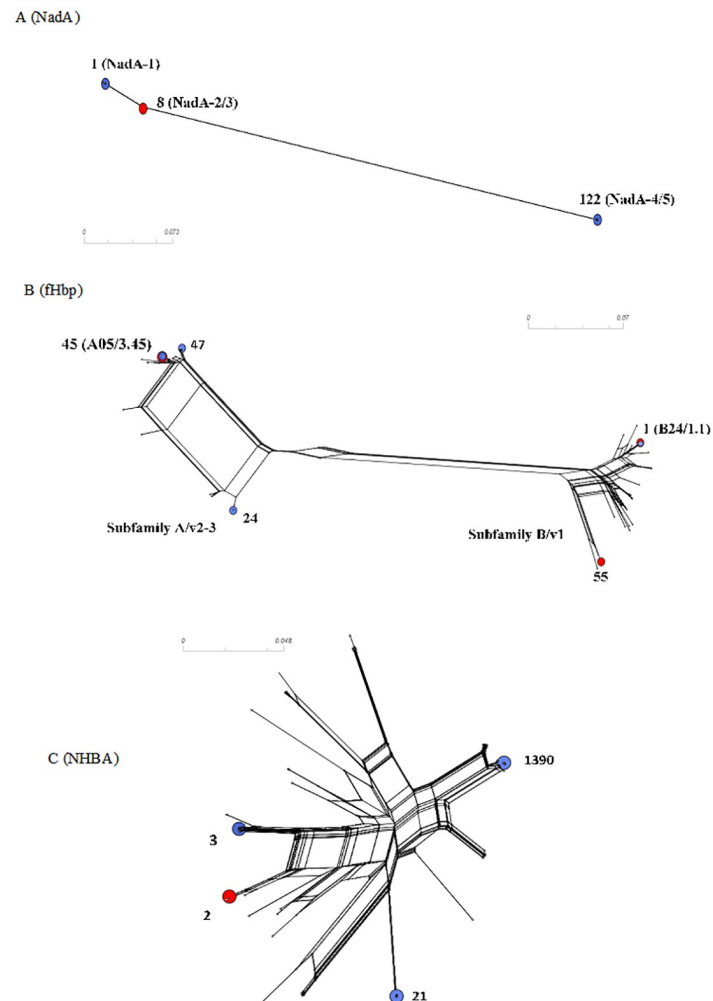 A (NadA)
1 (NadA-1)
8 (NadA-2/3)
122 (NadA-4/5)
0 0.073
B (fHbp)
0 0.07
45 (A05/3.45) 47
1 (B24/1.1)
24
Subfamily A/v2-3
Subfamily B/v1
55
0 0.048
C (NHBA)
1390
3
2
21